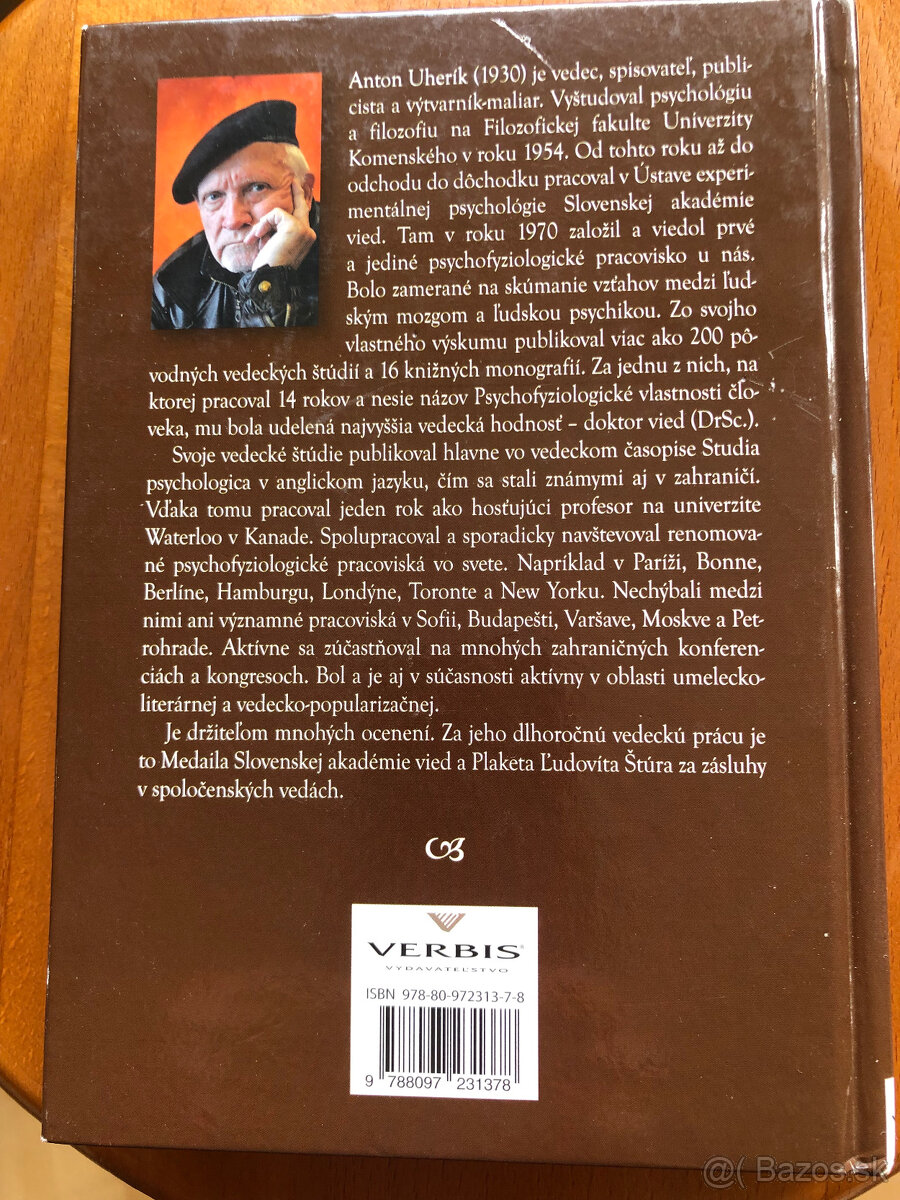 Anton Uherík (1930) je vedec, spisovateľ, publi-
cista a výtvarník-maliar. Vyštudoval psychológiu
a filozofiu na Filozofickej fakulte Univerzity
Komenského v roku 1954. Od tohto roku až do
odchodu do dôchodku pracoval v Ústave experi-
mentálnej psychológie Slovenskej akadémie
vied. Tam v roku 1970 založil a viedol prvé
a jediné psychofyziologické pracovisko u nás.
Bolo zamerané na skúmanie vzťahov medzi ľud-
ským mozgom a ľudskou psychikou. Zo svojho
vlastného výskumu publikoval viac ako 200 pô-
vodných vedeckých štúdií a 16 knižných monografií. Za jednu z nich, na
ktorej pracoval 14 rokov a nesie názov Psychofyziologické vlastnosti člo-
veka, mu bola udelená najvyššia vedecká hodnosť – doktor vied (DrSc.).
Svoje vedecké štúdie publikoval hlavne vo vedeckom časopise Studia
psychologica v anglickom jazyku, čím sa stali známymi aj v zahraničí.
Vďaka tomu pracoval jeden rok ako hosťujúci profesor na univerzite
Waterloo v Kanade. Spolupracoval a sporadicky navštevoval renomova-
né psychofyziologické pracoviská vo svete. Napríklad v Paríži, Bonne,
Berlíne, Hamburgu, Londýne, Toronte a New Yorku. Nechýbali medzi
nimi ani významné pracoviská v Sofii, Budapešti, Varšave, Moskve a Pet-
rohrade. Aktívne sa zúčastňoval na mnohých zahraničných konferen-
ciách a kongresoch. Bol a je aj v súčasnosti aktívny v oblasti umelecko-
literárnej a vedecko-popularizačnej.
Je držiteľom mnohých ocenení. Za jeho dlhoročnú vedeckú prácu je
to Medaila Slovenskej akadémie vied a Plaketa Ľudovíta Štúra za zásluhy
v spoločenských vedách.
VERBIS®
VYDAVATEĽSTVO
ISBN 978-80-972313-7-8
9 788097 231378
@( Bazos.sk